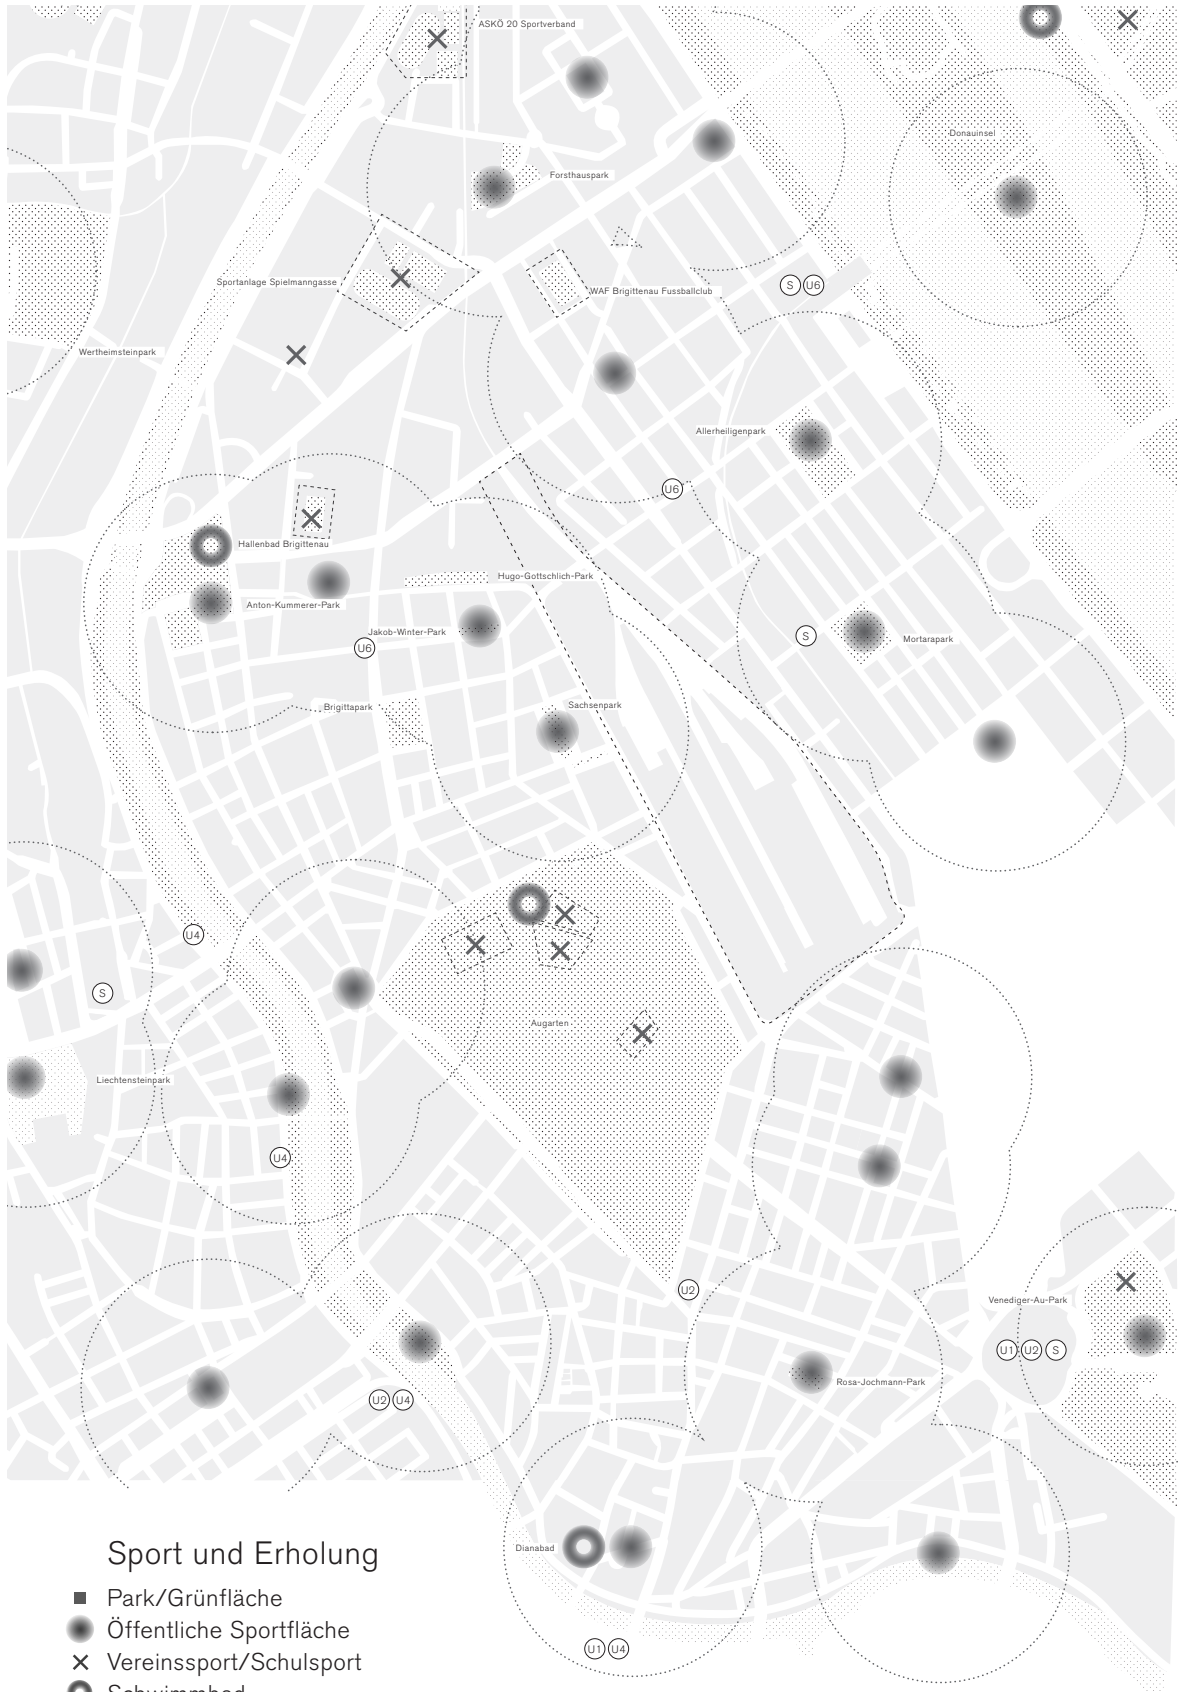 ASKÖ 20 Sportverband
Donauinsel
Forsthauspark
Sportanlage Spielmanngasse
S U6
WAF Brigittenau Fussballclub
Wertheimsteinpark
Allerheiligenpark
U6
Hallenbad Brigittenau
Hugo-Gottschlich-Park
Anton-Kummerer-Park
Jakob-Winter-Park
S
Mortarapark
U6
Brigittapark
Sachsenpark
U4
S
Augarten
Liechtensteinpark
U4
U2
Venediger-Au-Park
U1 U2 S
Rosa-Jochmann-Park
U2 U4
Dianabad
U1 U4
Sport und Erholung
Park/Grünfläche
Öffentliche Sportfläche
Vereinssport/Schulsport
Schwimmbad